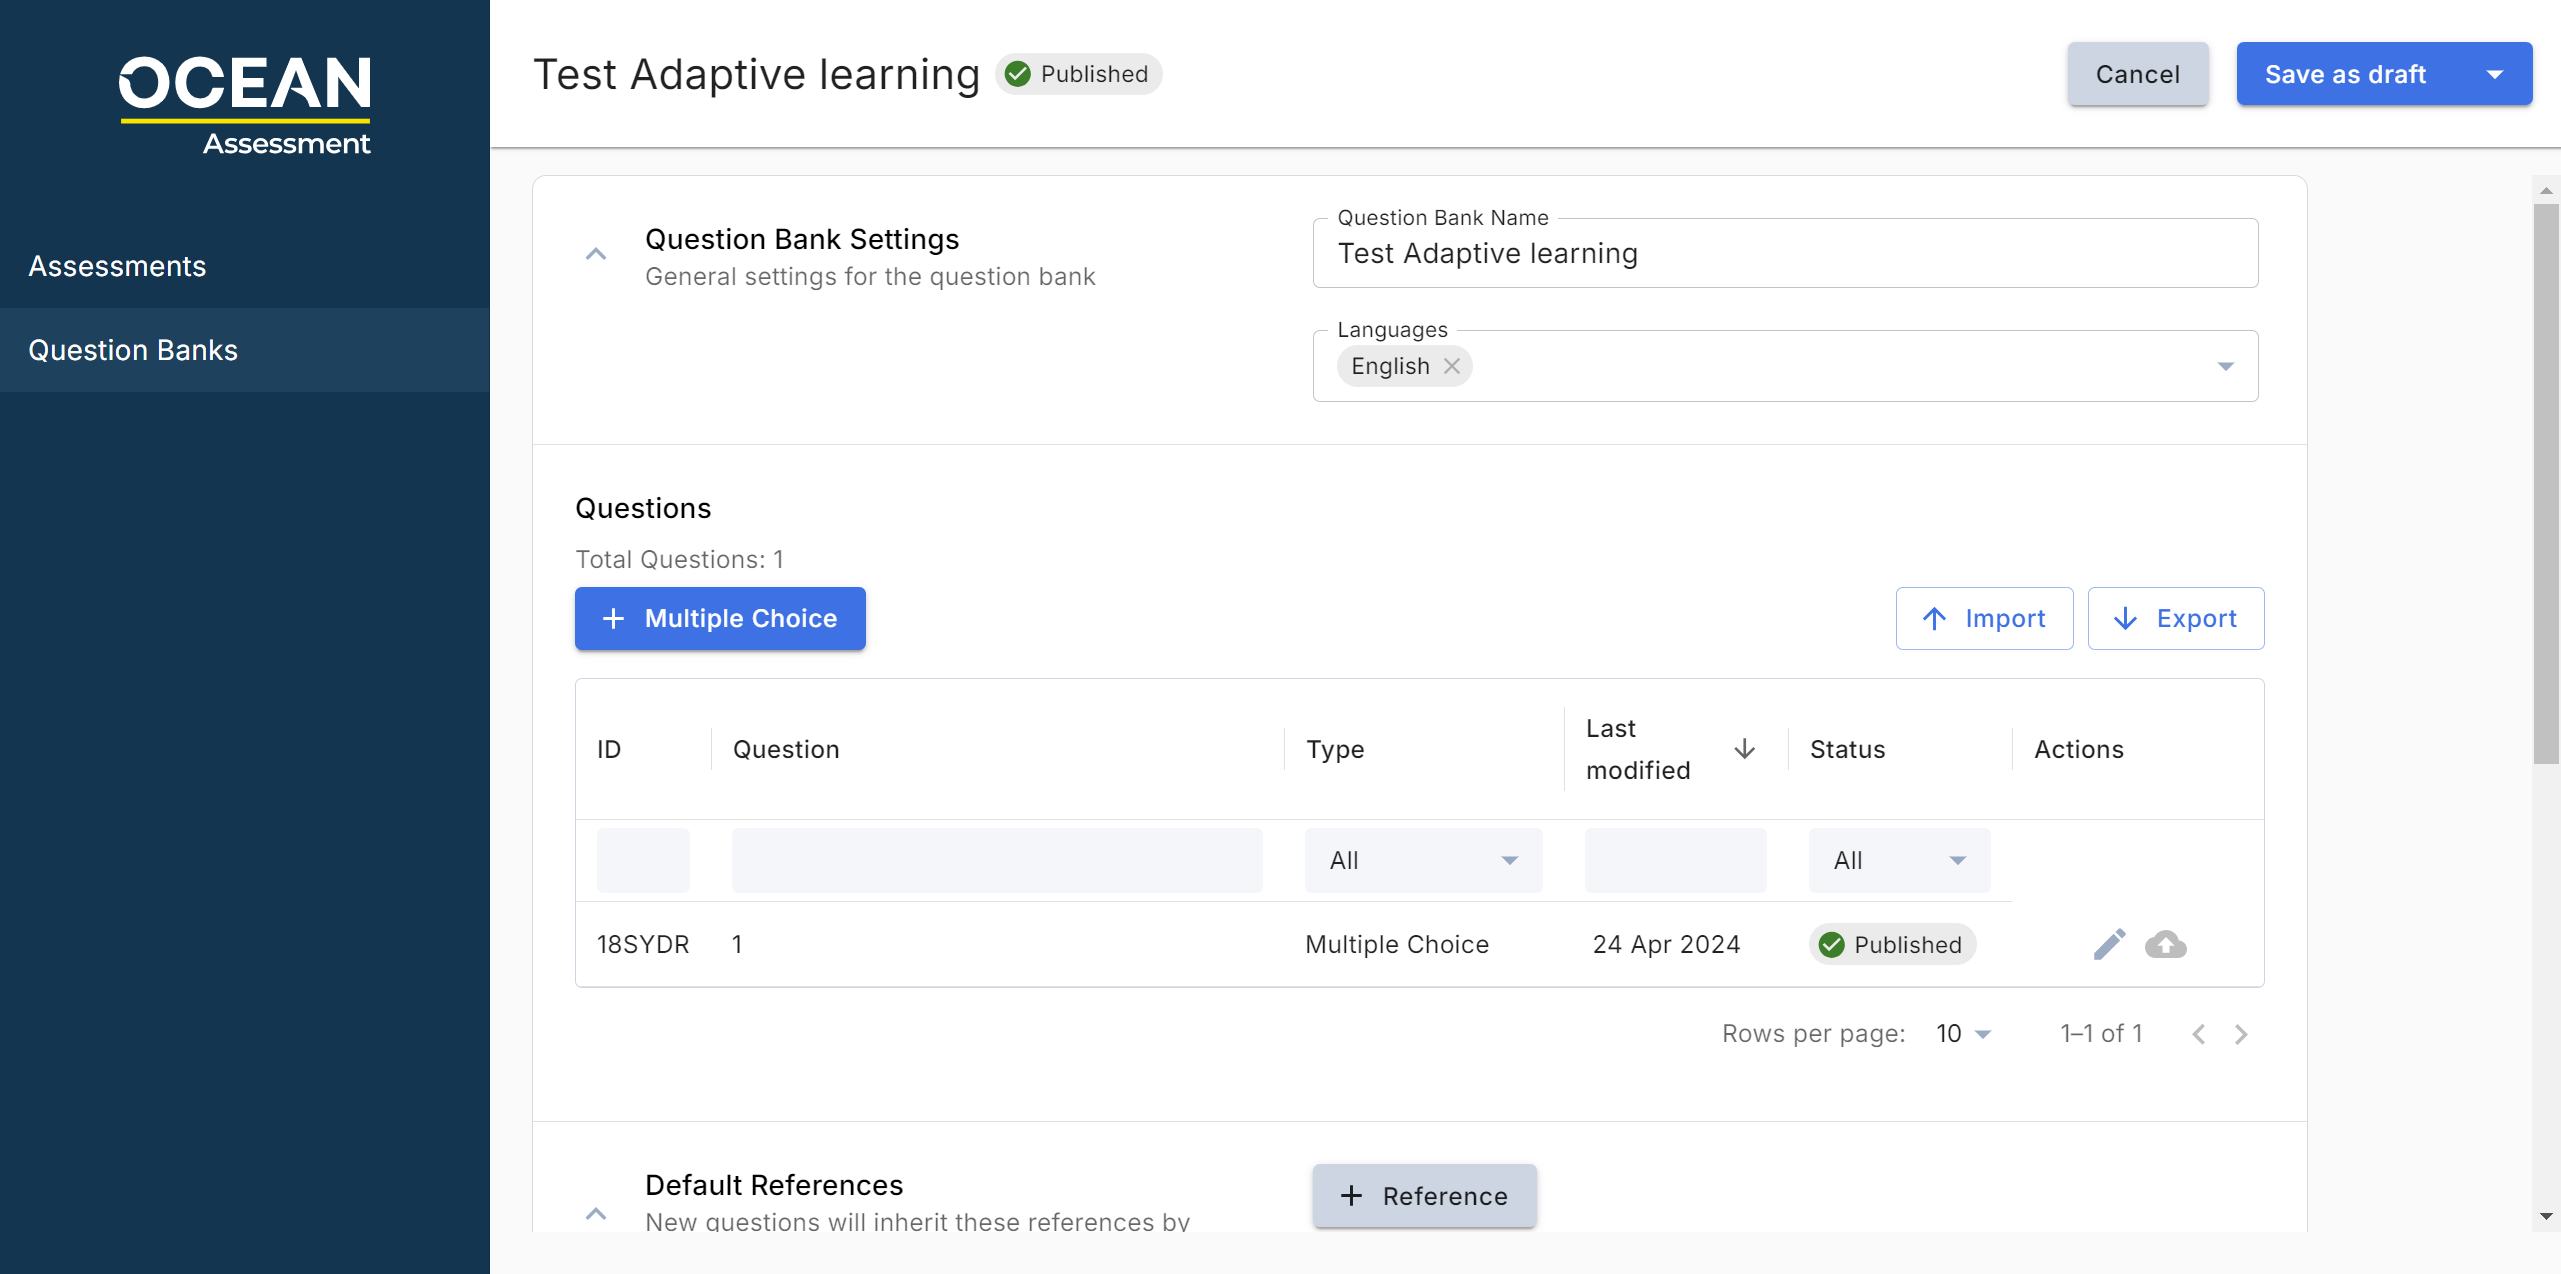 OCEAN
Assessment
Assessments
Question Banks
Test Adaptive learning
Published
Cancel
Save as draft
Question Bank Settings
General settings for the question bank
Question Bank Name
Test Adaptive learning
Languages
English
Questions
Total Questions: 1
Multiple Choice
Import
Export
ID
Question
Type
Last modified
Status
Actions
All
All
18SYDR
1
Multiple Choice
24 Apr 2024
Published
Rows per page:
10
1–1 of 1
Default References
New questions will inherit these references by
Reference